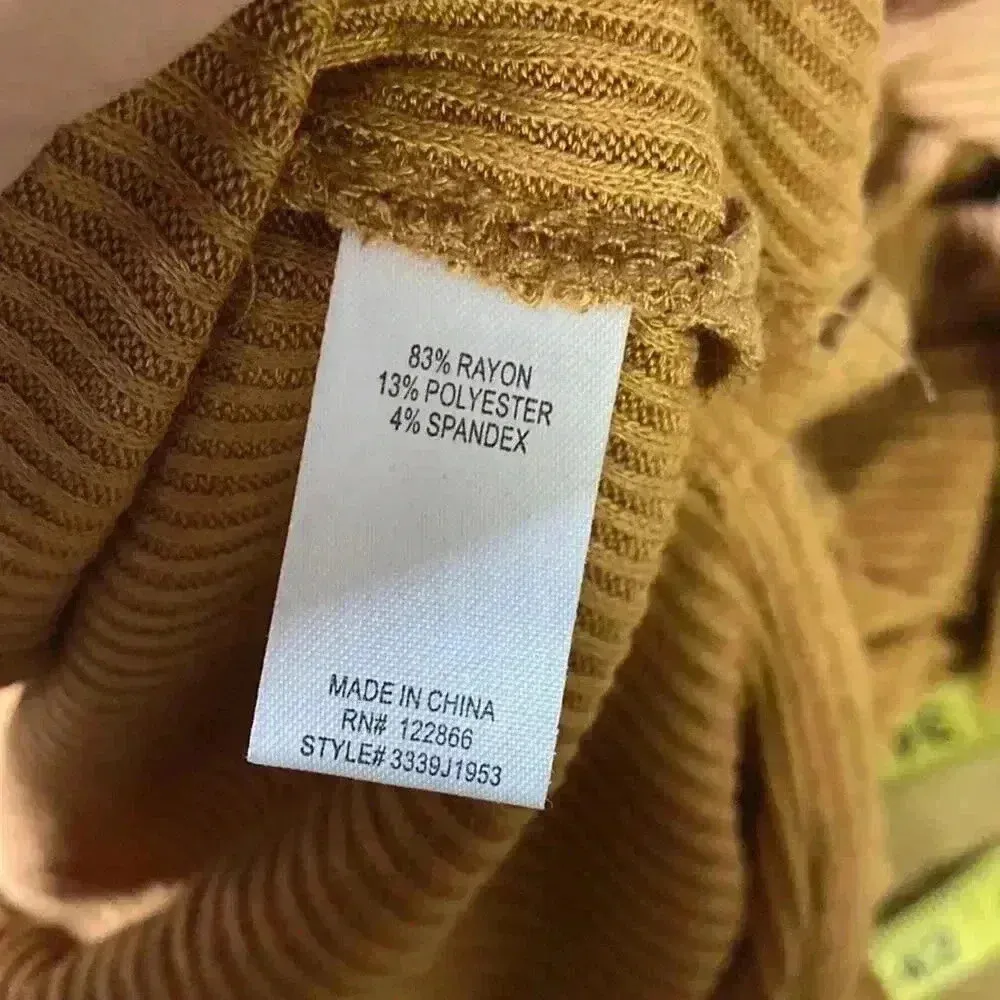 83% RAYON
13% POLYESTER
4% SPANDEX
MADE IN CHINA
RN# 122866
STYLE# 3339J1953